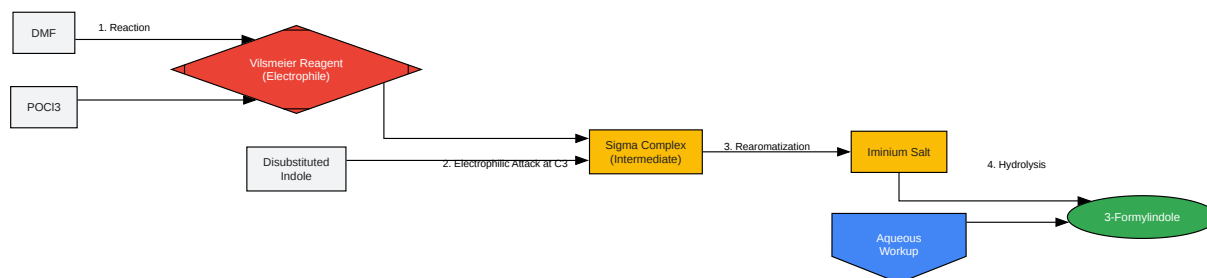 DMF
1. Reaction
Vilsmeier Reagent
(Electrophile)
POCl3
Disubstituted
Indole
2. Electrophilic Attack at C3
Sigma Complex
(Intermediate)
3. Rearomatization
Iminium Salt
4. Hydrolysis
3-Formylindole
Aqueous
Workup